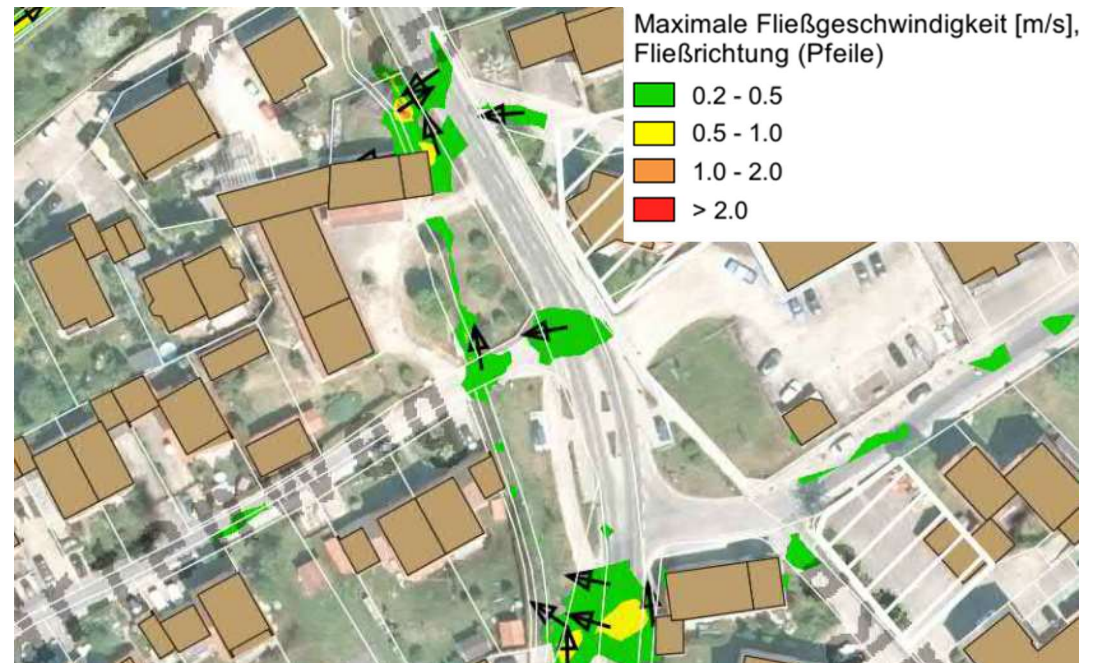 Maximale Fließgeschwindigkeit [m/s],
Fließrichtung (Pfeile)
0.2 - 0.5
0.5 - 1.0
1.0 - 2.0
> 2.0